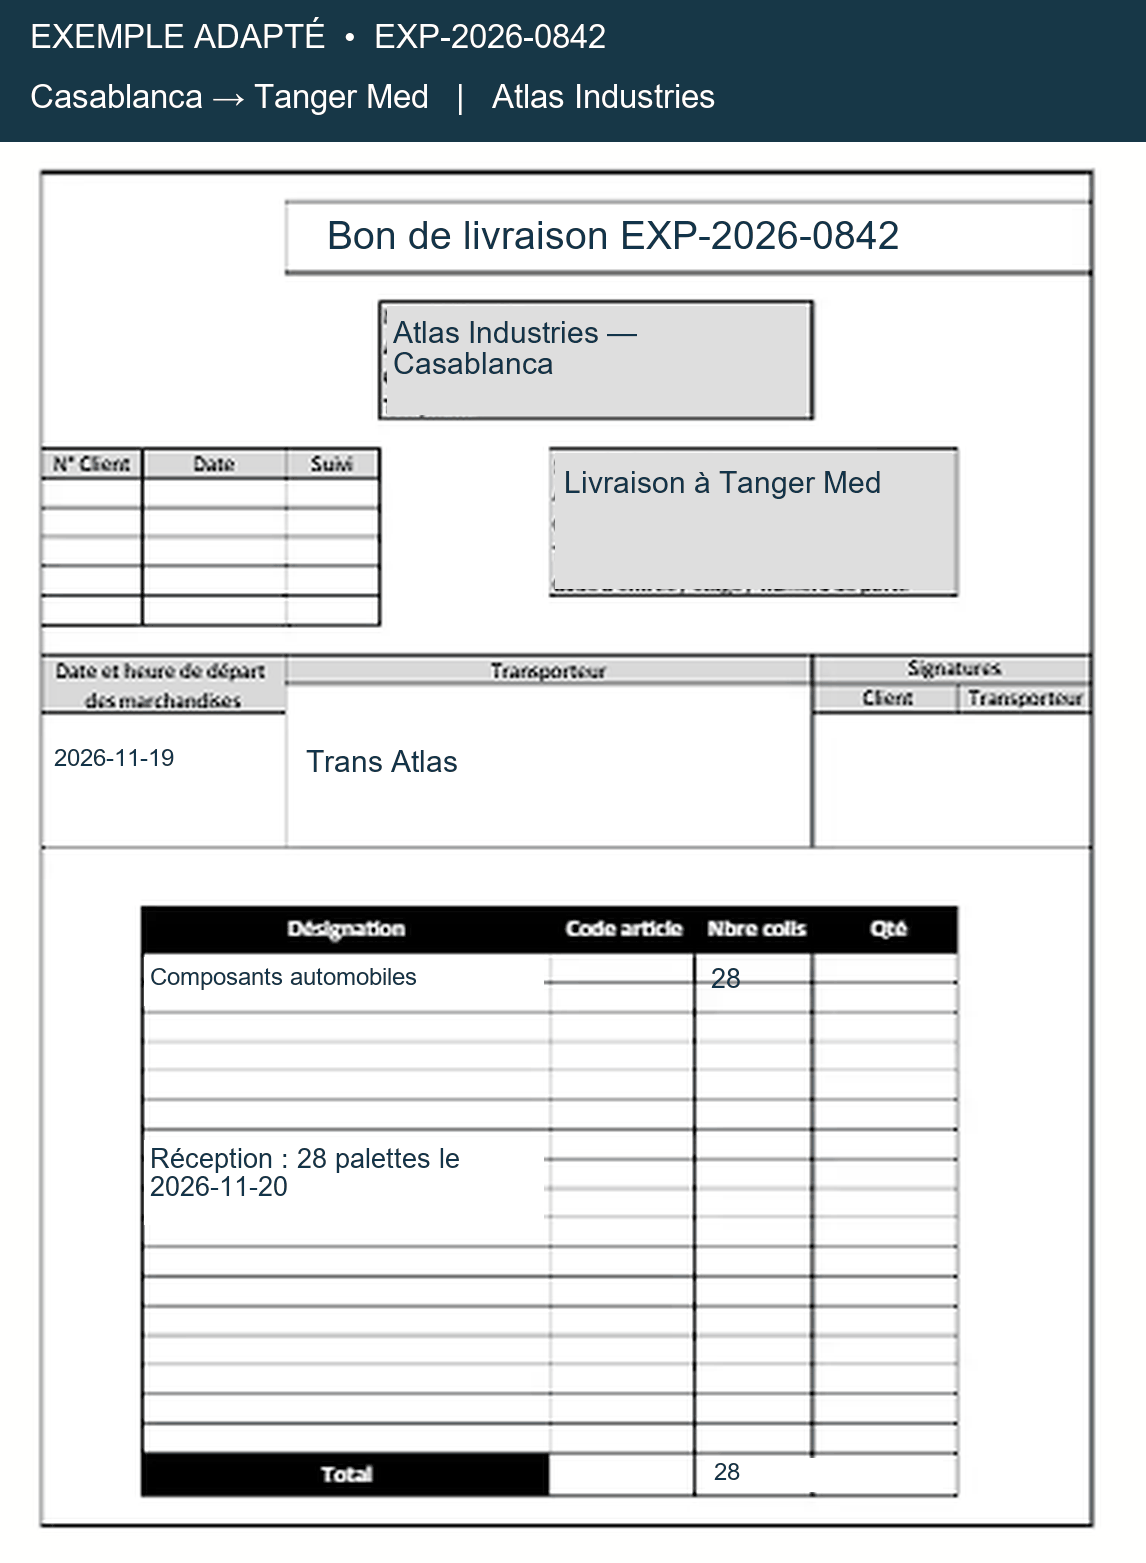 EXEMPLE ADAPTÉ • EXP-2026-0842
Casablanca → Tanger Med | Atlas Industries
Bon de livraison EXP-2026-0842
Atlas Industries —
Casablanca
N° Client Date Suivi
Livraison à Tanger Med
Date et heure de départ
des marchandises
Transporteur
Signatures
Client Transporteur
2026-11-19
Trans Atlas
Désignation Code article Nbre colis Qté
Composants automobiles 28
Réception : 28 palettes le
2026-11-20
Total 28